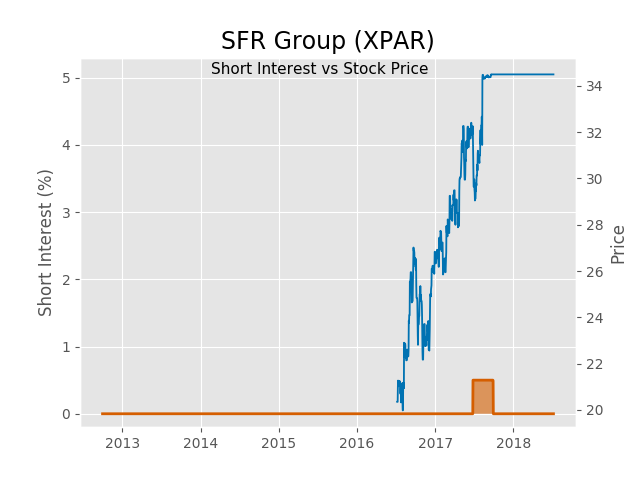 SFR Group (XPAR)
Short Interest vs Stock Price
Short Interest (%)
5
4
3
2
1
0
34
32
30
28
26
24
22
20
Price
2013 2014 2015 2016 2017 2018